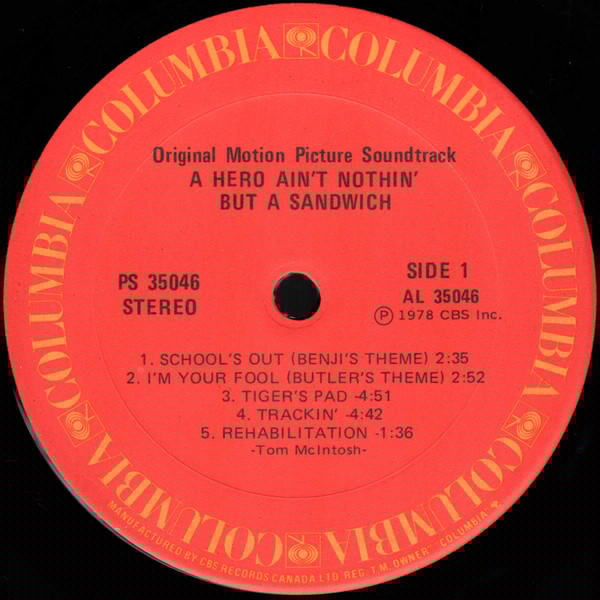 COLUMBIA COLUMBIA COLUMBIA COLUMBIA COLUMBIA COLUMBIA
Original Motion Picture Soundtrack
A HERO AIN'T NOTHIN'
BUT A SANDWICH
PS 35046
STEREO
SIDE 1
AL 35046
Ⓟ 1978 CBS Inc.
1. SCHOOL'S OUT (BENJI'S THEME) 2:35
2. I'M YOUR FOOL (BUTLER'S THEME) 2:52
3. TIGER'S PAD -4:51
4. TRACKIN' -4:42
5. REHABILITATION -1:36
-Tom McIntosh-
MANUFACTURED BY CBS RECORDS CANADA LTD REG. T.M. OWNER "COLUMBIA"